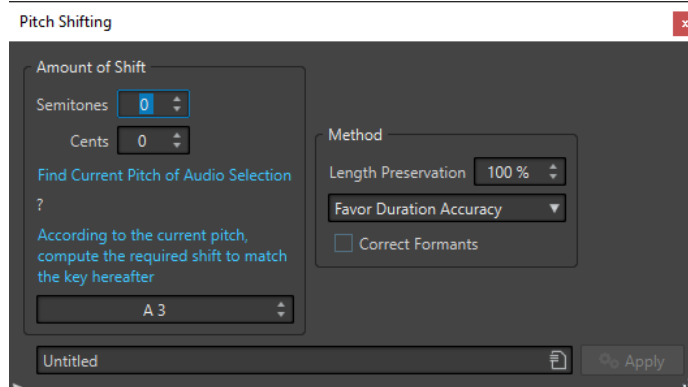 Pitch Shifting
x
Amount of Shift
Semitones 0
Cents 0
Find Current Pitch of Audio Selection
?
According to the current pitch,
compute the required shift to match
the key hereafter
A 3
Method
Length Preservation 100 %
Favor Duration Accuracy
Correct Formants
Untitled
Apply